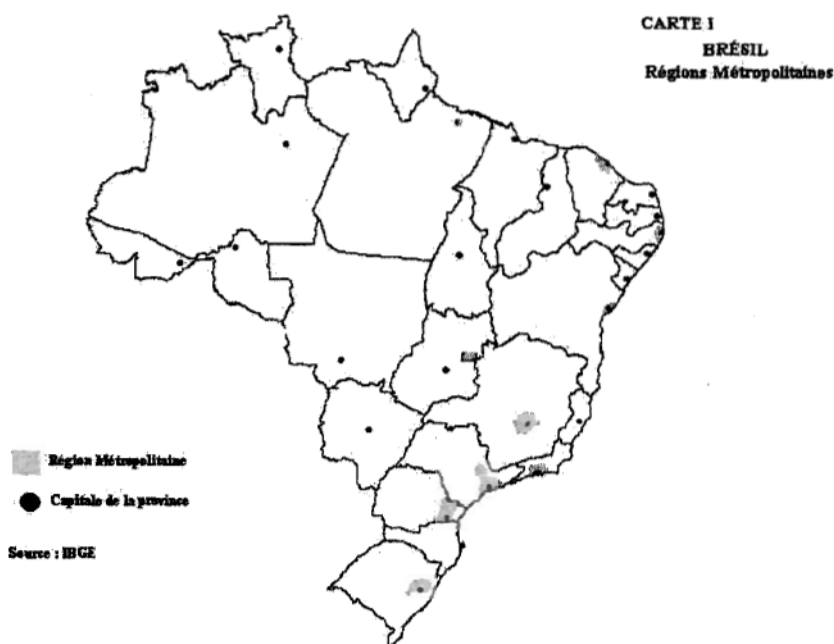 CARTE I
BRÉSIL
Régions Métropolitaines
Région Métropolitaine
Capitale de la province
Source : IBGE